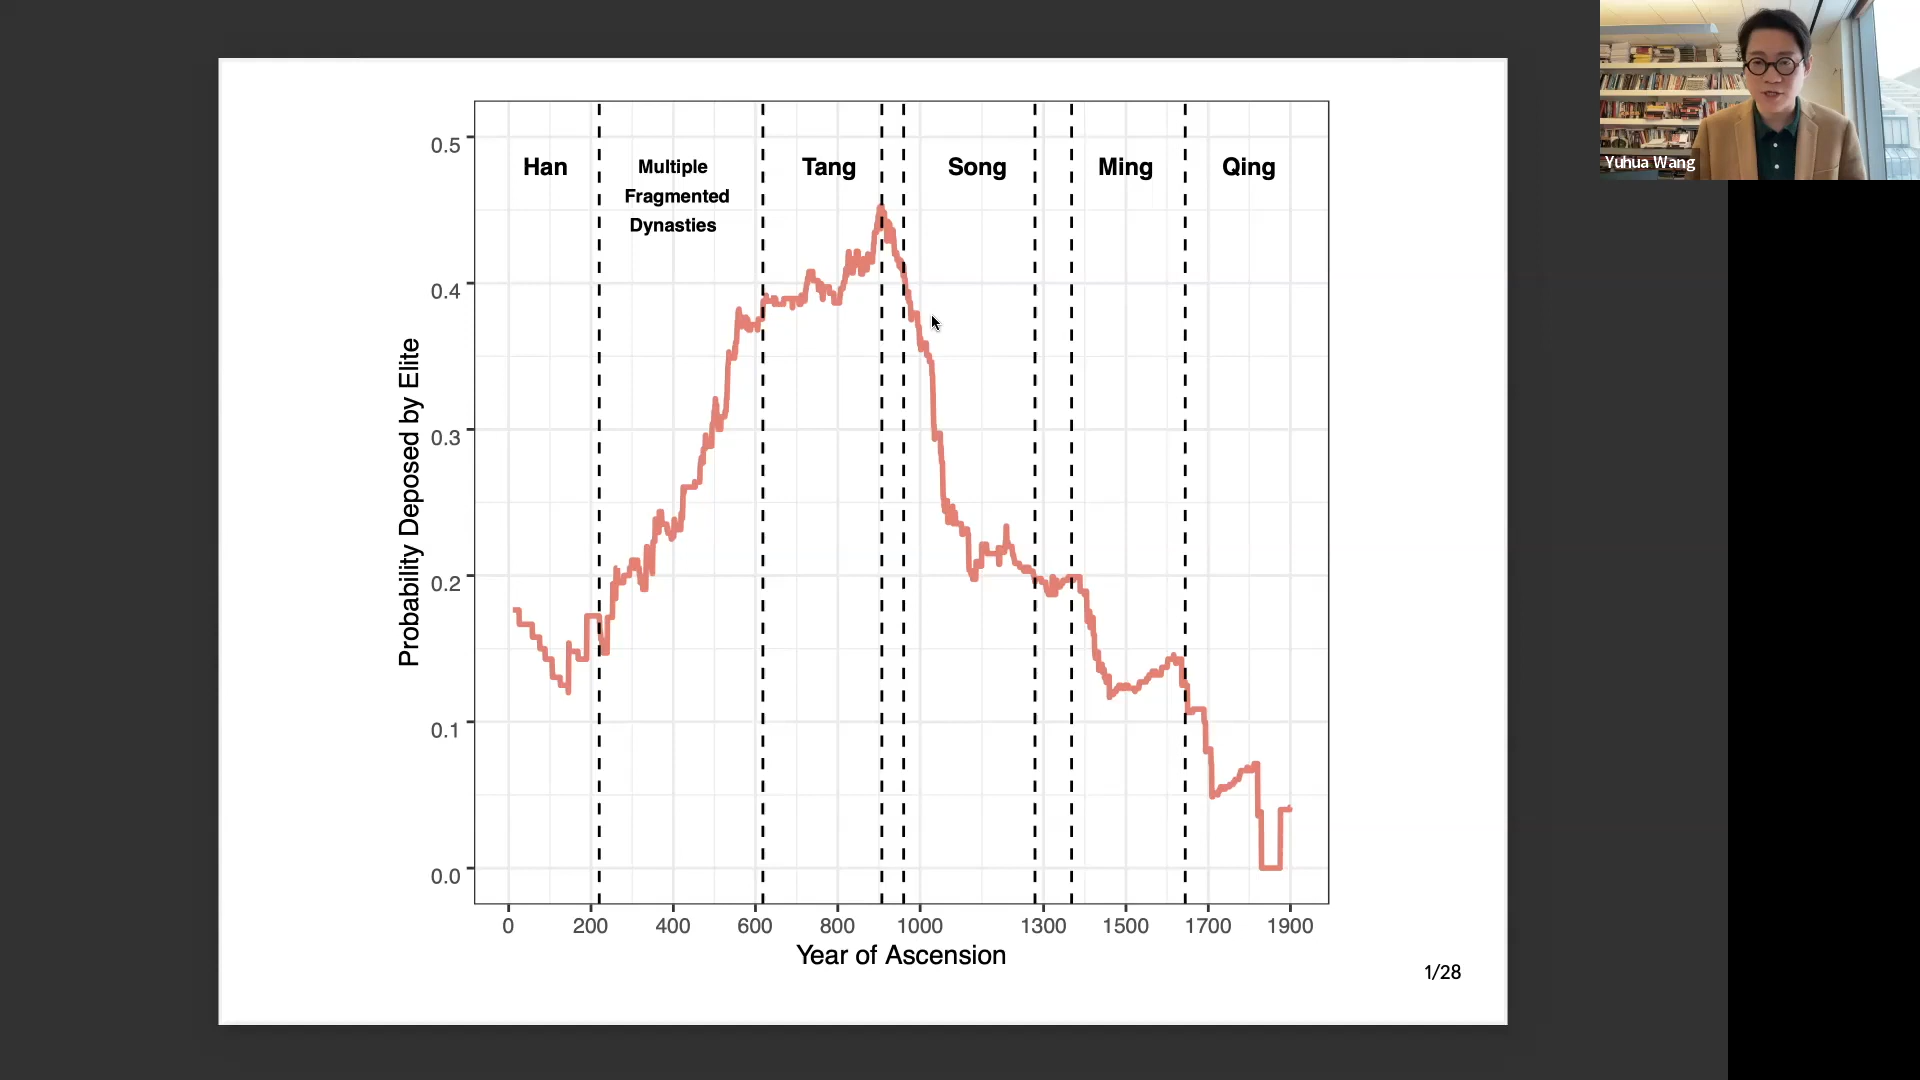 Han
Multiple
Fragmented
Dynasties
Tang
Song
Ming
Qing
Probability Deposed by Elite
0.5
0.4
0.3
0.2
0.1
0.0
0
200
400
600
800
1000
1300
1500
1700
1900
Year of Ascension
1/28
Yuhua Wang